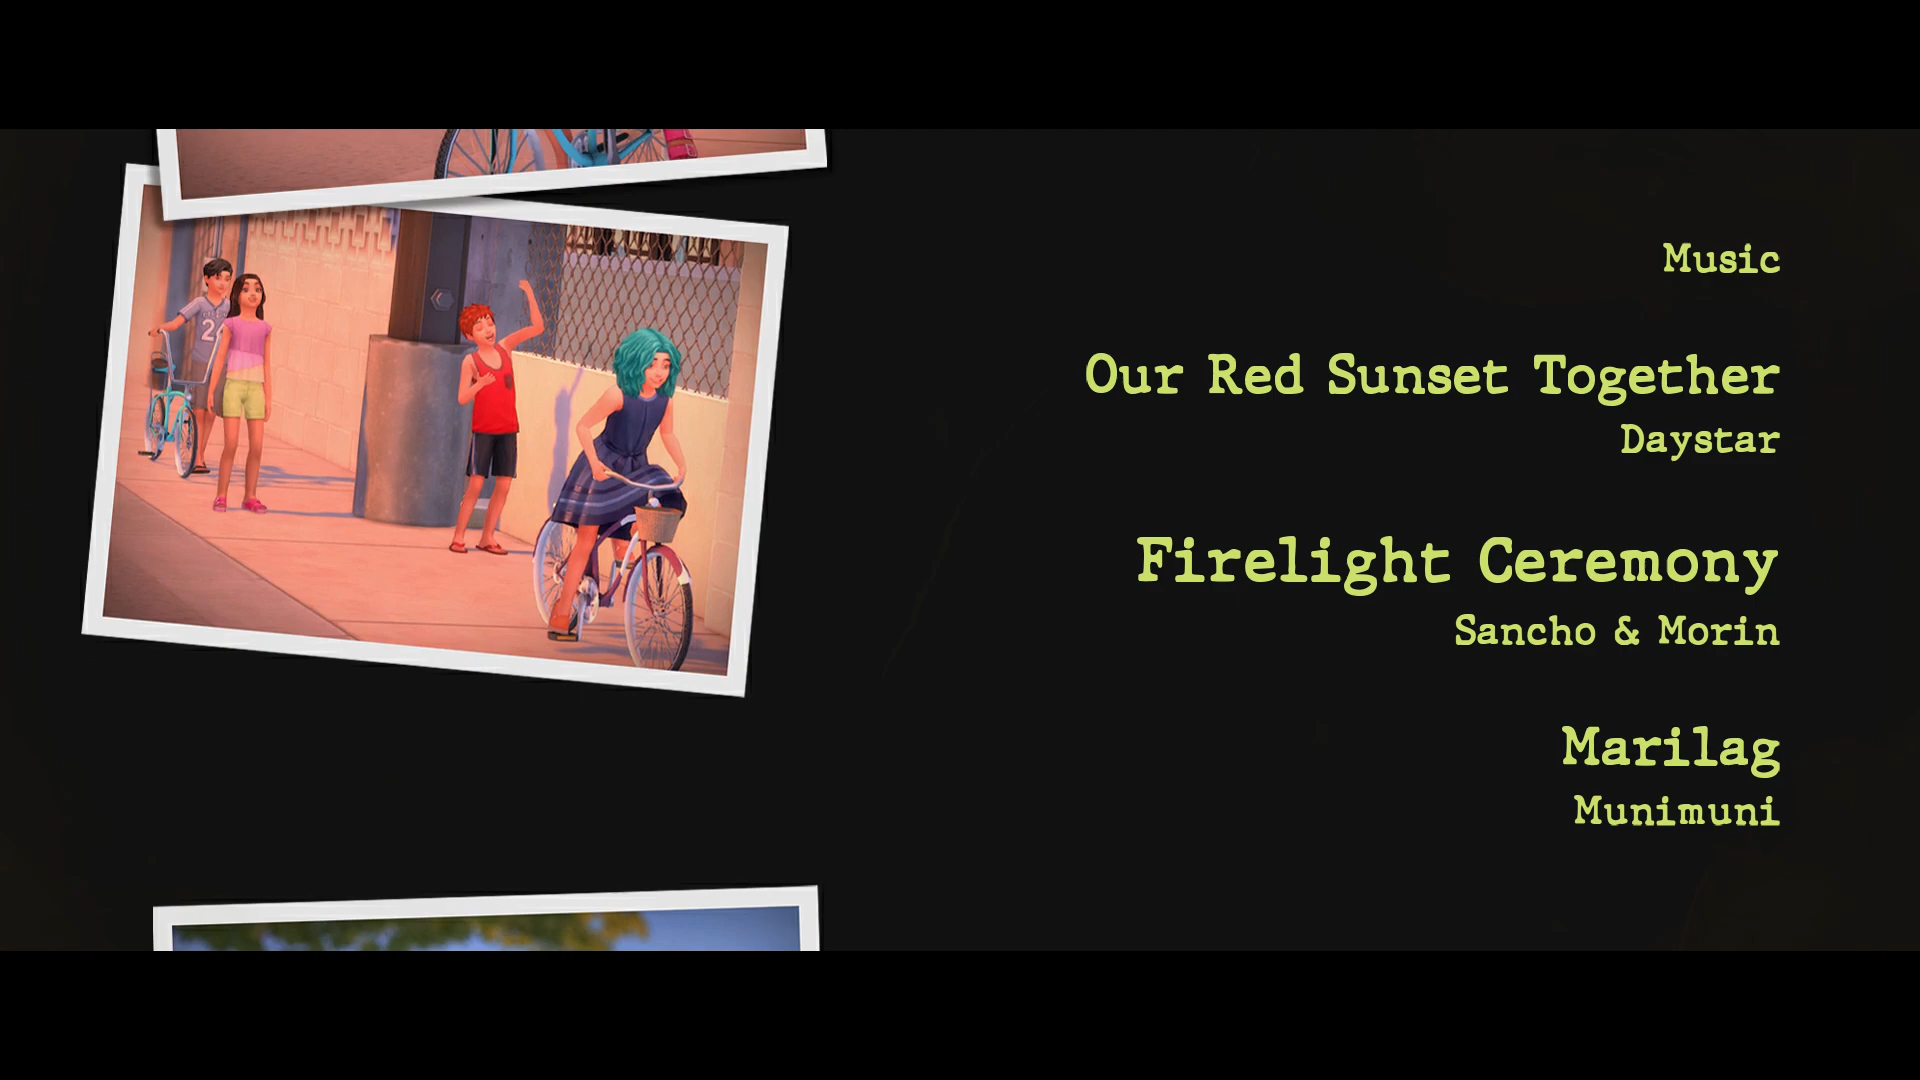 Music
Our Red Sunset Together
Daystar
Firelight Ceremony
Sancho & Morin
Marilag
Munimuni